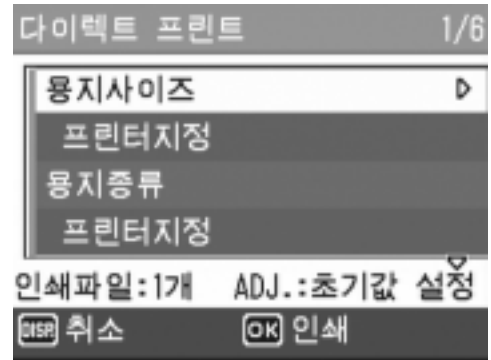 다이렉트 프린트 1/6
용지사이즈
프린터지정
용지종류
프린터지정
인쇄파일:1개 ADJ.:초기값 설정
DISP. 취소 OK 인쇄